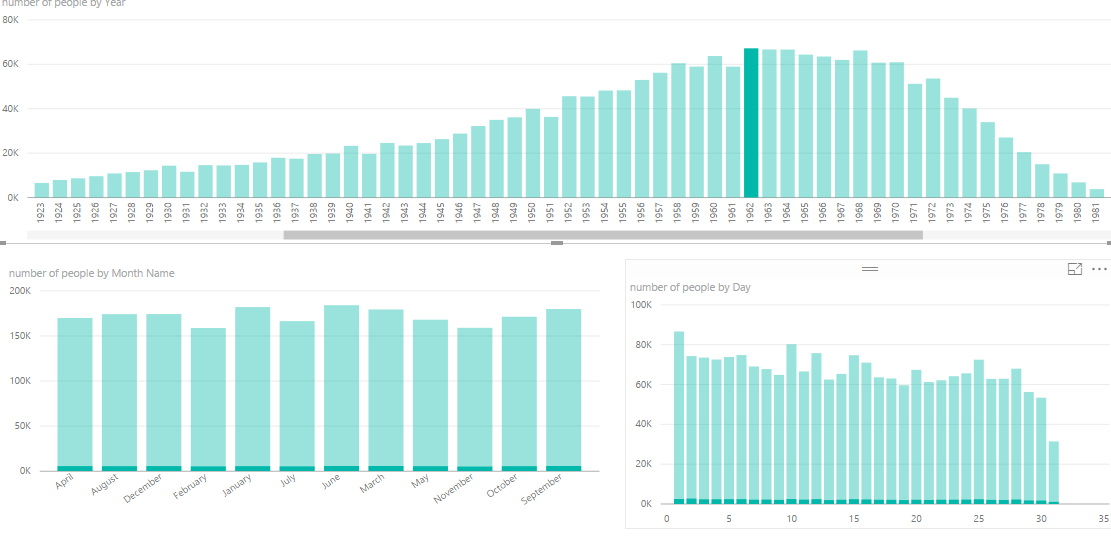 number of people by Year
80K
60K
40K
20K
0K
1923 1924 1925 1926 1927 1928 1929 1930 1931 1932 1933 1934 1935 1936 1937 1938 1939 1940 1941 1942 1943 1944 1945 1946 1947 1948 1949 1950 1951 1952 1953 1954 1955 1956 1957 1958 1959 1960 1961 1962 1963 1964 1965 1966 1967 1968 1969 1970 1971 1972 1973 1974 1975 1976 1977 1978 1979 1980 1981
number of people by Month Name
200K
150K
100K
50K
0K
April August December February January July June March May November October September
number of people by Day
100K
80K
60K
40K
20K
0K
0 5 10 15 20 25 30 35